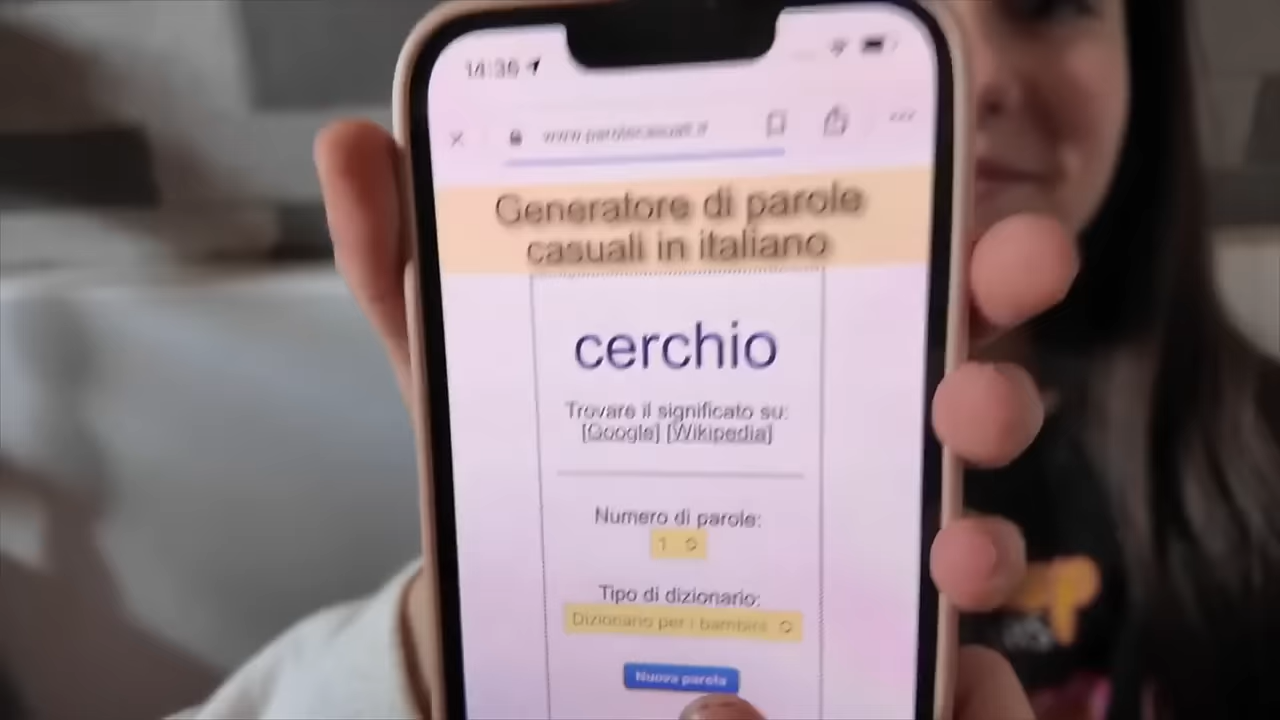 14:36
www.parolecasuali.it
Generatore di parole
casuali in italiano
cerchio
Trovare il significato su:
[Google] [Wikipedia]
Numero di parole:
1
Tipo di dizionario:
Dizionario per i bambini
Nuova parola